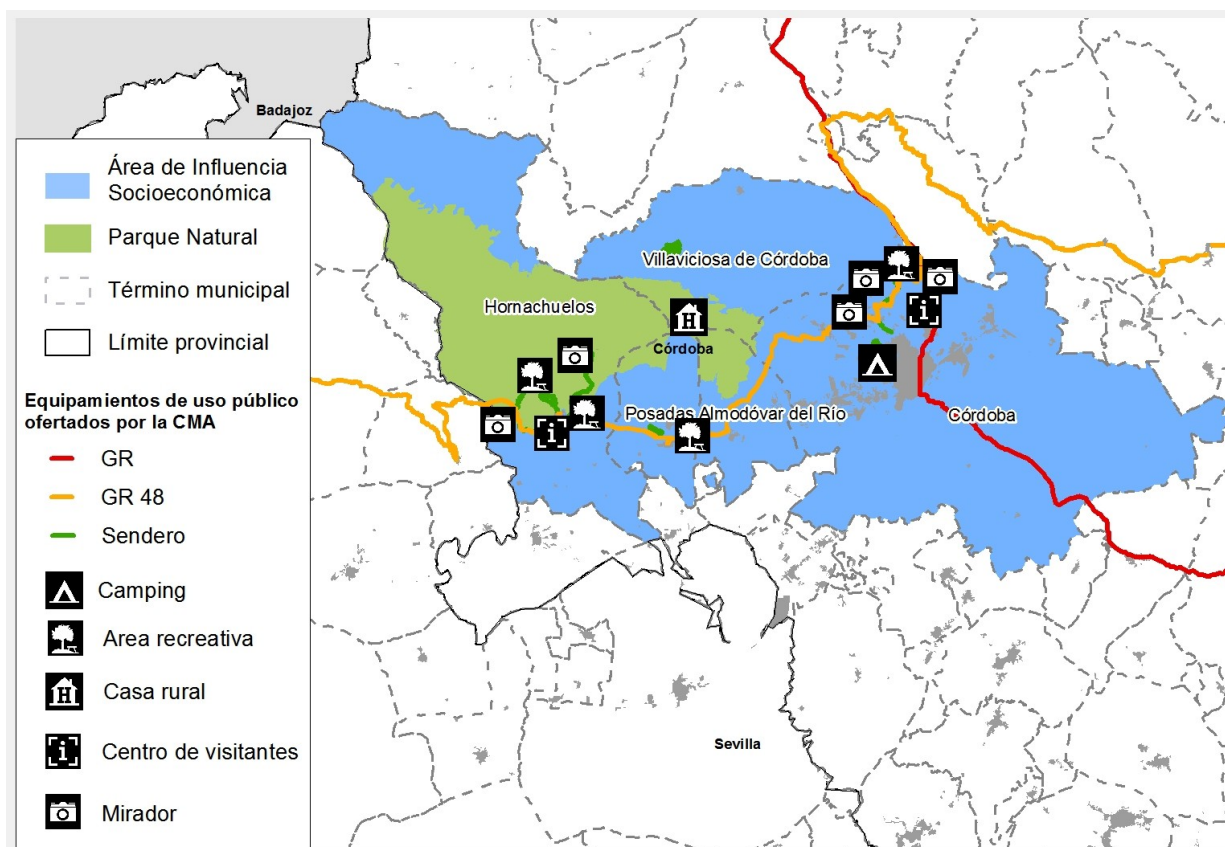 Badajoz
Área de Influencia
Socioeconómica
Parque Natural
Término municipal
Límite provincial
Equipamientos de uso público
ofertados por la CMA
GR
GR 48
Sendero
Camping
Area recreativa
Casa rural
Centro de visitantes
Mirador
Villaviciosa de Córdoba
Hornachuelos
Córdoba
Posadas Almodóvar del Río
Córdoba
Sevilla